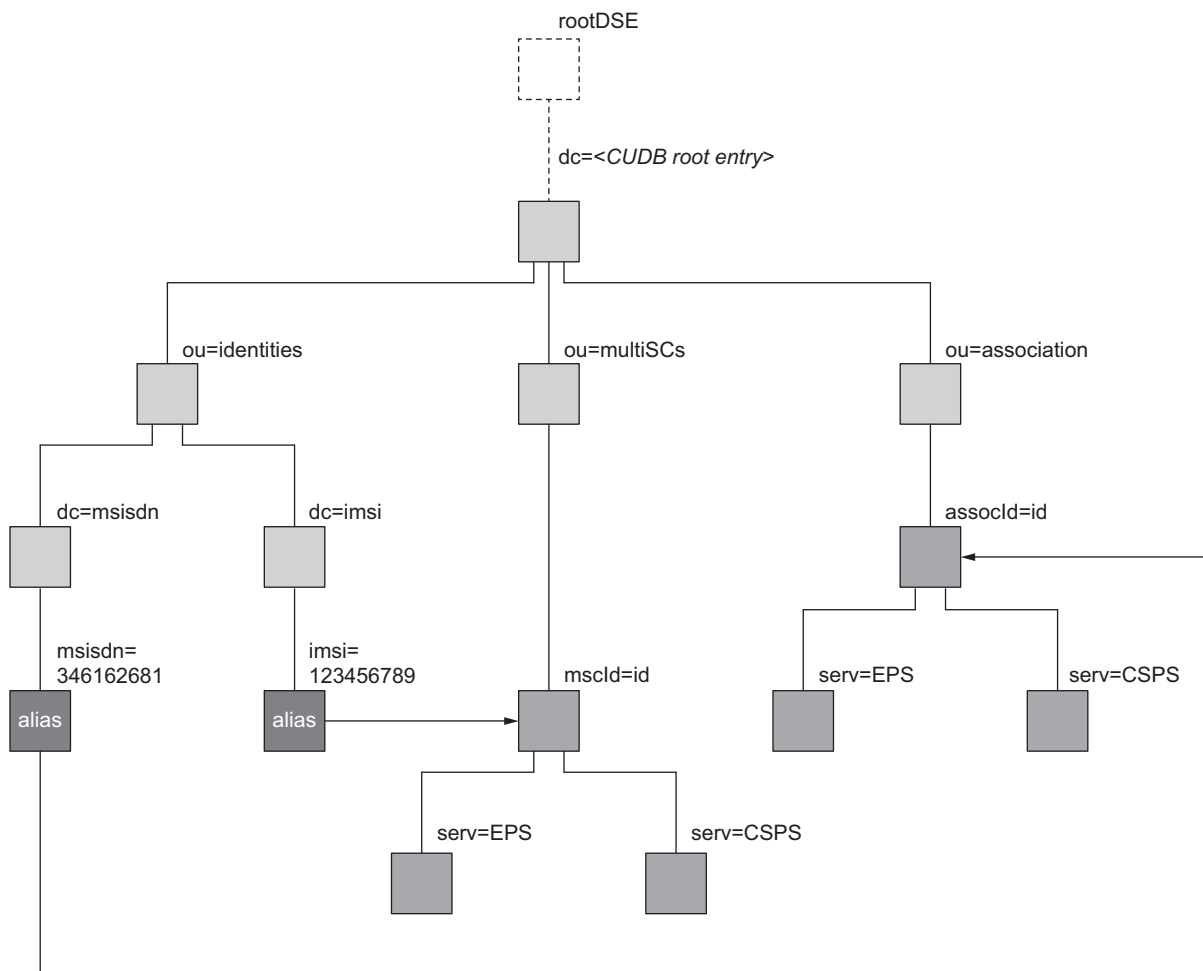 rootDSE
dc=<CUDB root entry>
ou=identities
ou=multiSCs
ou=association
dc=msisdn
dc=imsi
assocId=id
msisdn=
346162681
imsi=
123456789
mscId=id
serv=EPS
serv=CSPS
alias
alias
serv=EPS
serv=CSPS